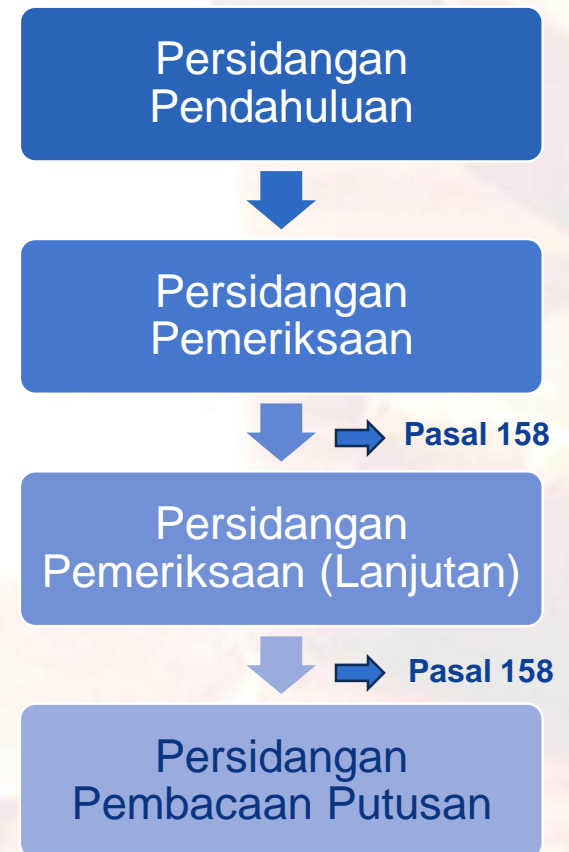 Persidangan
Pendahuluan
Persidangan
Pemeriksaan
Pasal 158
Persidangan
Pemeriksaan (Lanjutan)
Pasal 158
Persidangan
Pembacaan Putusan